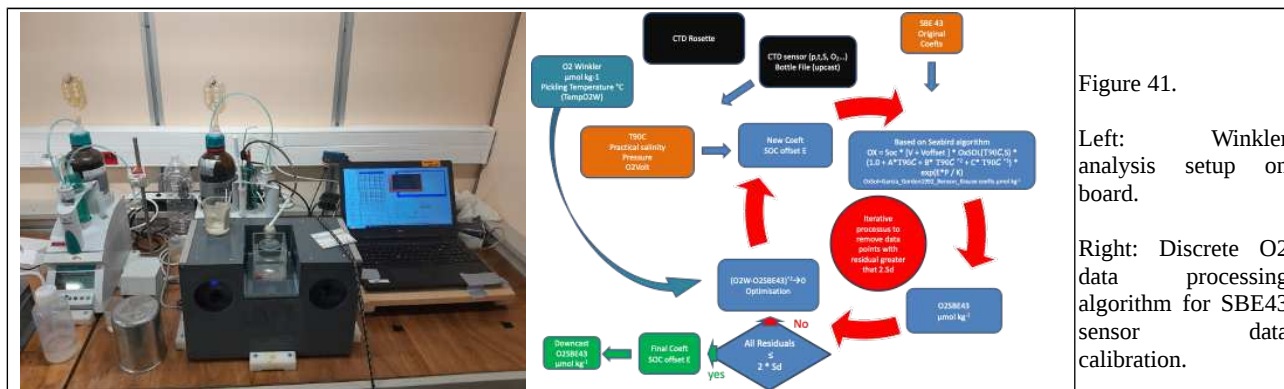 CTD Rosette
SBE 43
Original
Coefts
CTD sensor (p,t,S, O₂...)
Bottle File (upcast)
O2 Winkler
µmol kg-1
Pickling Temperature °C
(TempO2W)
T90C
Practical salinity
Pressure
O2Volt
New Coeft
SOC offset E
Based on Seabird algorithm
OX = Soc * [V + Voffset ] * OxSOL(T90C,S) *
(1.0 + A*T90C + B* T90C ^2 + C* T90C ^3) *
exp(E*P / K)
Iterative
processus to
remove data
points with
residual greater
that 2.Sd
(O2W-O2SBE43)^2→0
Optimisation
O2SBE43
µmol kg⁻¹
No
All Residuals
≤
2 * Sd
yes
Final Coeft
SOC offset E
Downcast
O2SBE43
µmol kg⁻¹
Figure 41.
Left: Winkler
analysis setup on
board.
Right: Discrete O2
data processing
algorithm for SBE43
sensor data
calibration.